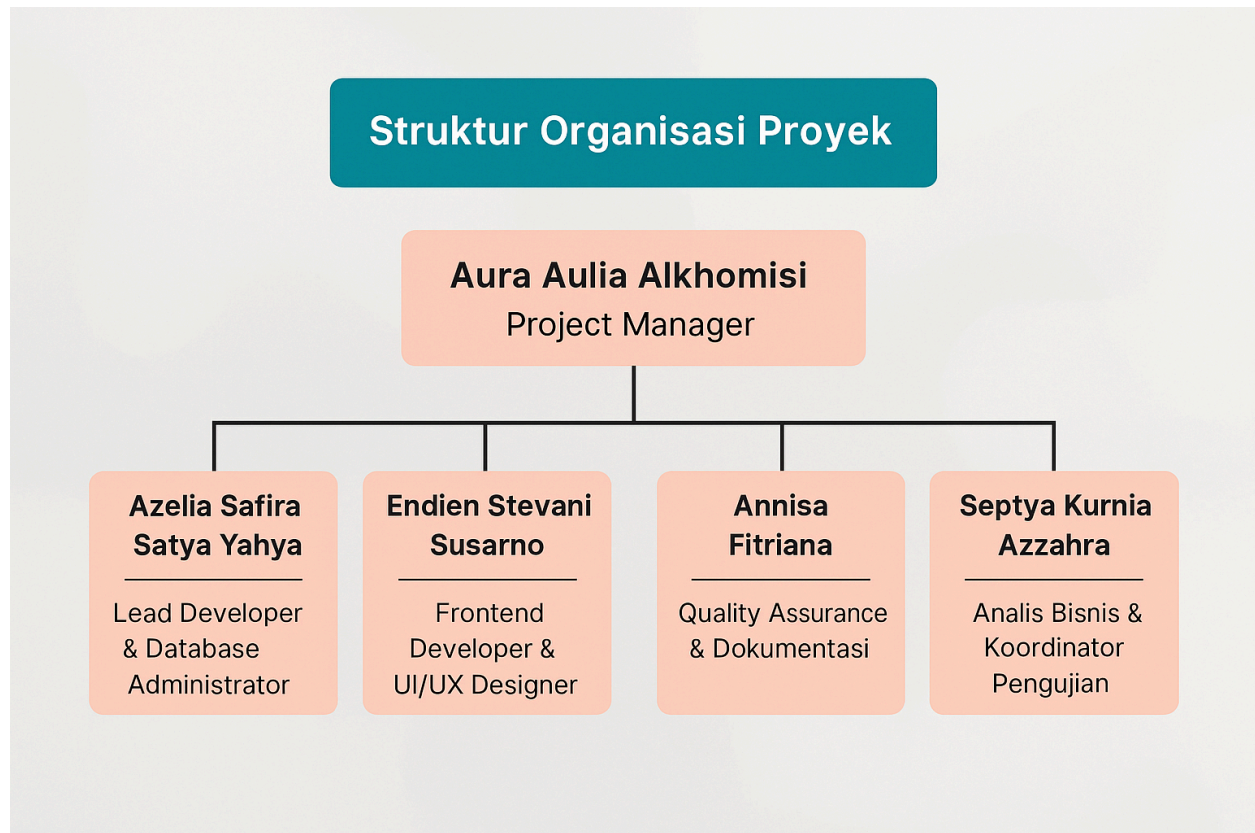 Struktur Organisasi Proyek
Aura Aulia Alkhomisi
Project Manager
Azelia Safira
Satya Yahya
Lead Developer
& Database
Administrator
Endien Stevani
Susarno
Frontend
Developer &
UI/UX Designer
Annisa
Fitriana
Quality Assurance
& Dokumentasi
Septya Kurnia
Azzahra
Analis Bisnis &
Koordinator
Pengujian